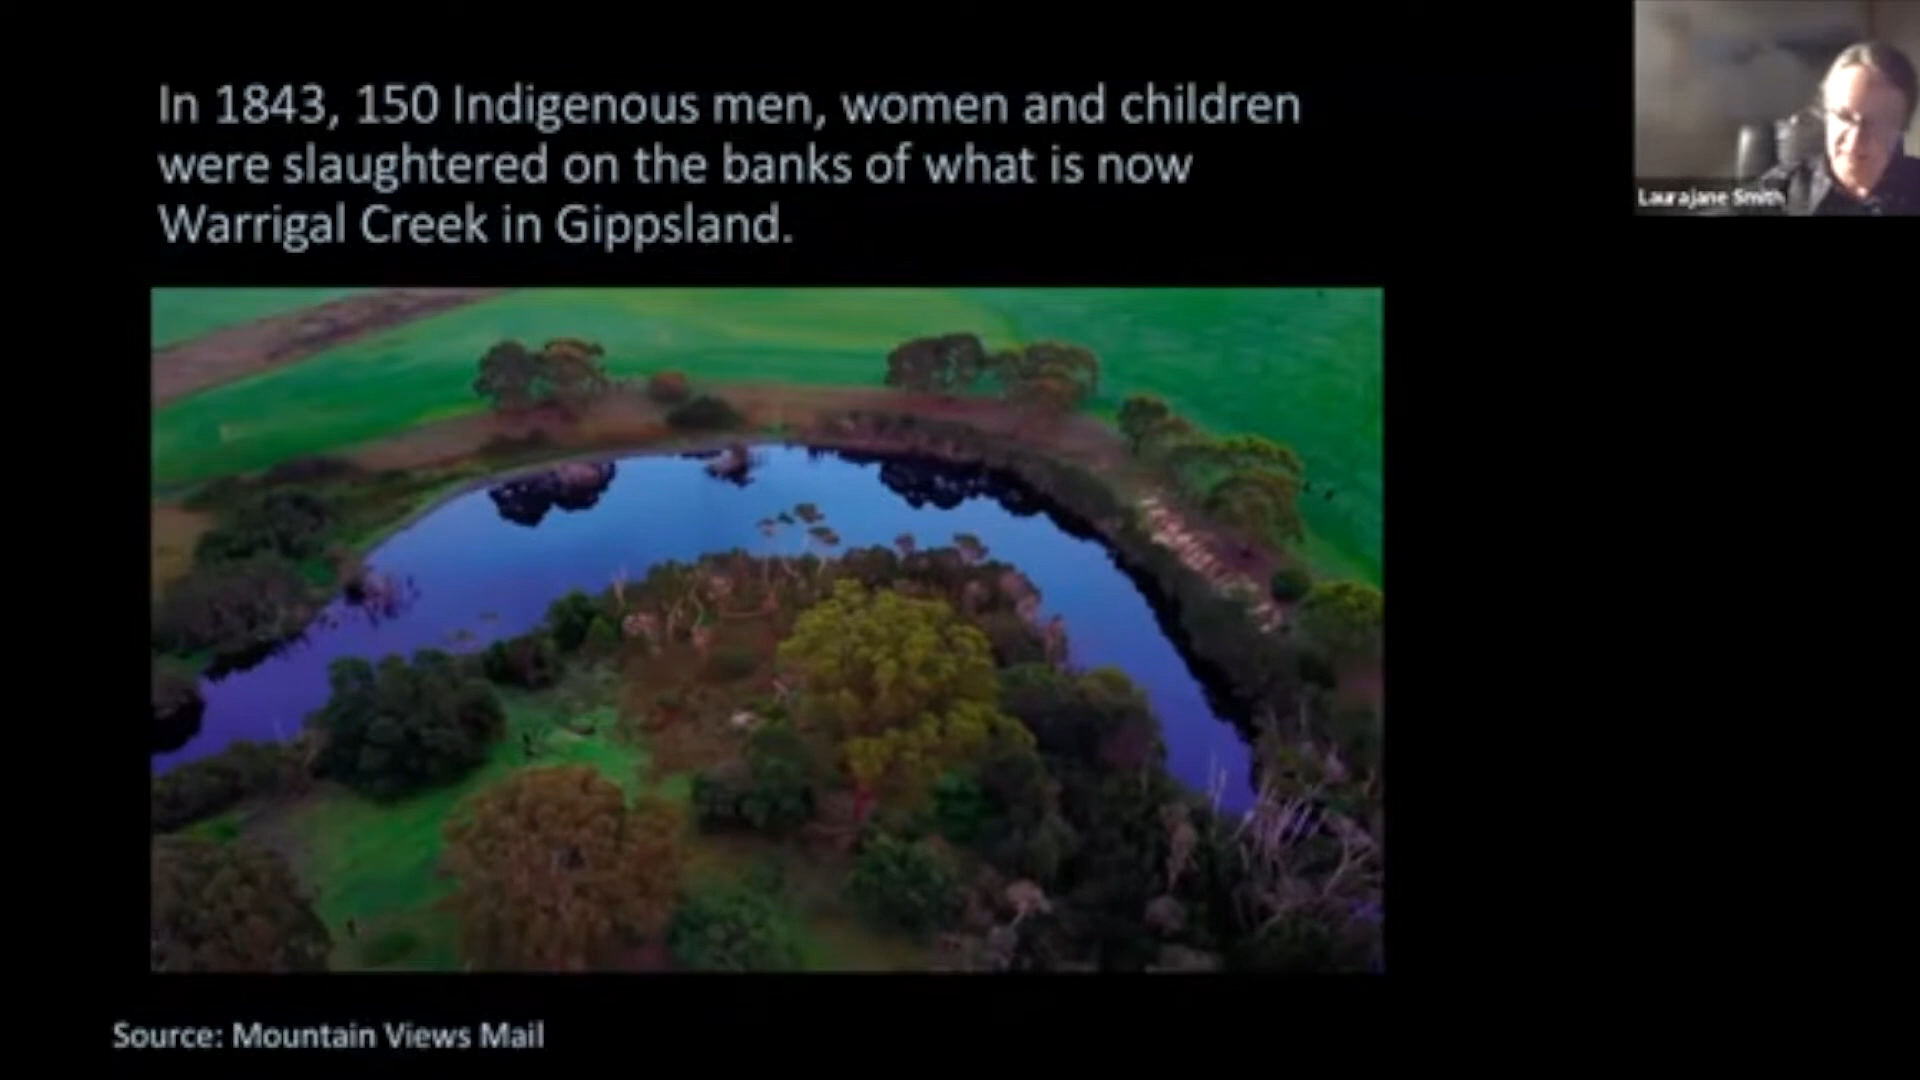 In 1843, 150 Indigenous men, women and children
were slaughtered on the banks of what is now
Warrigal Creek in Gippsland.
Laurajane Smith
Source: Mountain Views Mail